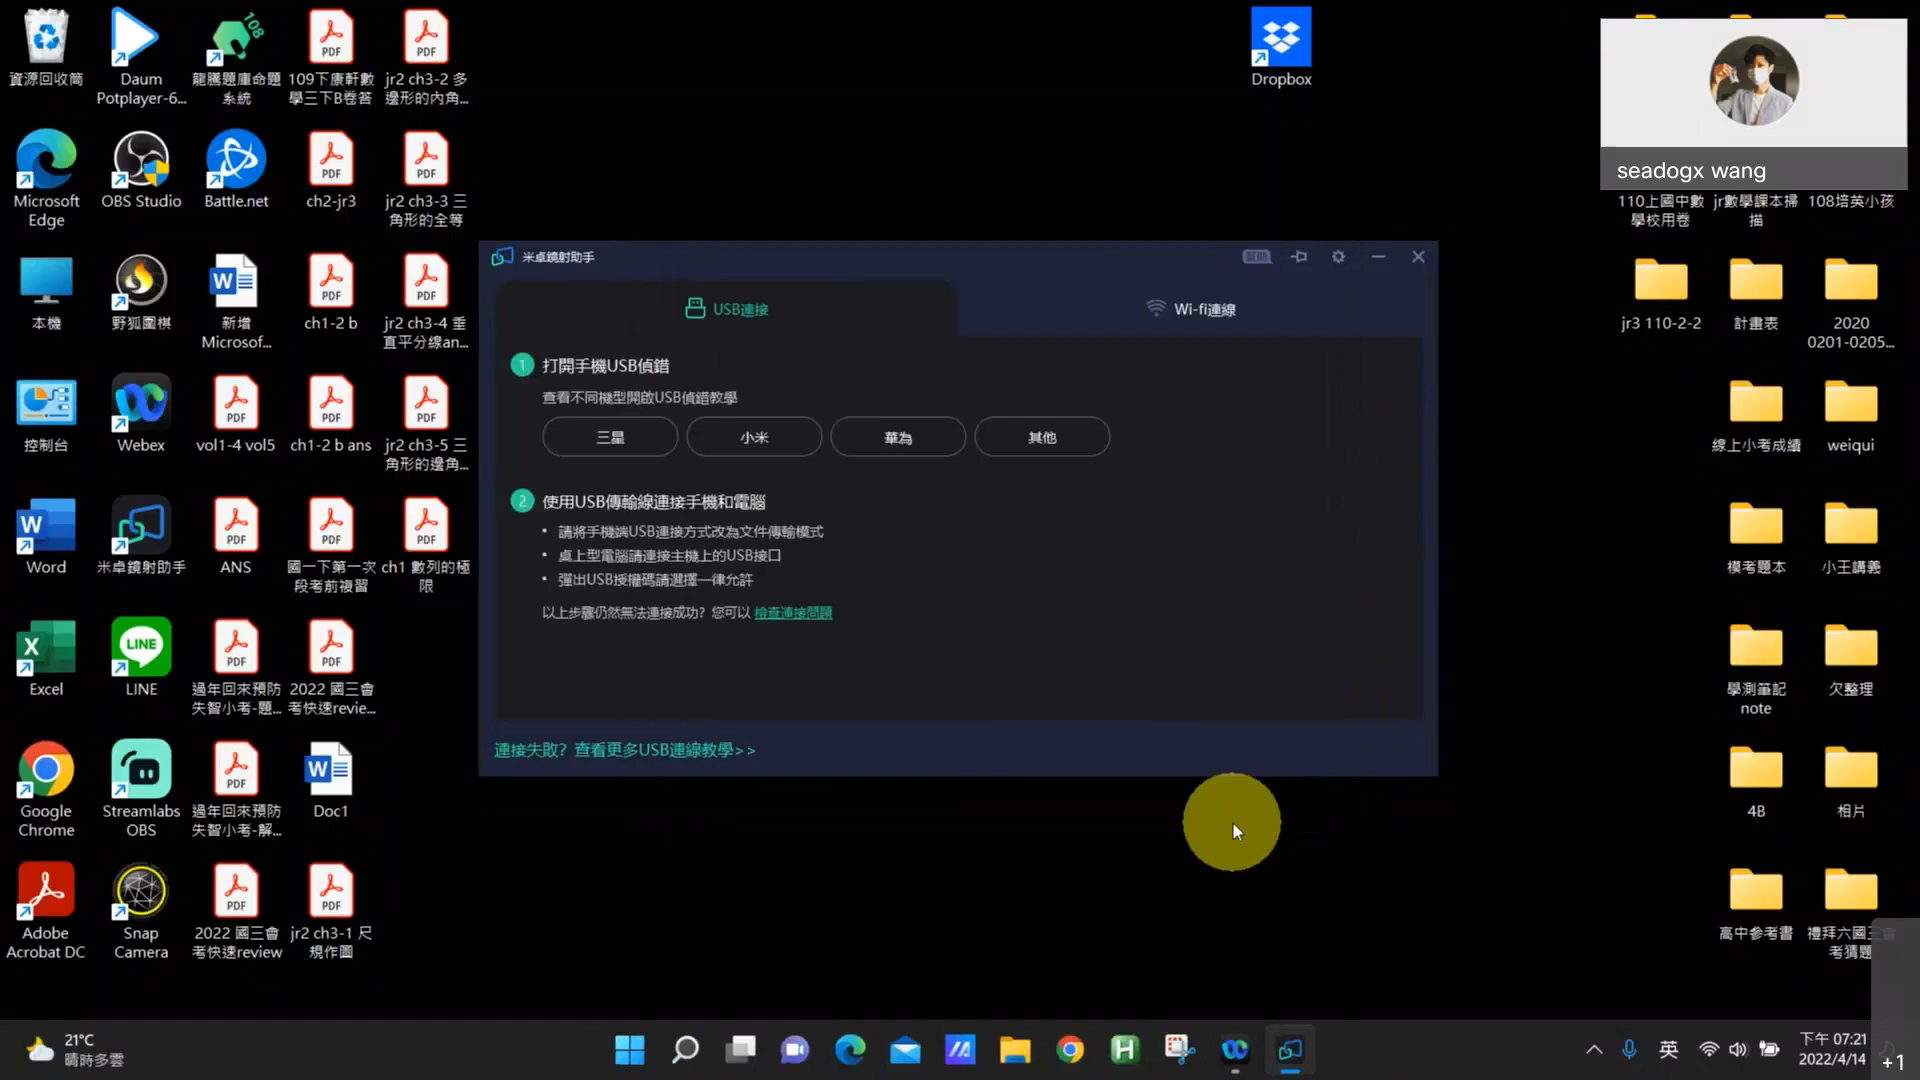 資源回收筒
Daum
Potplayer-6...
龍騰題庫命題
系統
109下康軒數
學三下B卷答
jr2 ch3-2 多
邊形的內角...
Dropbox
seadogx wang
Microsoft
Edge
OBS Studio
Battle.net
ch2-jr3
jr2 ch3-3 三
角形的全等
110上國中數
學校用卷
jr數學課本掃
描
108培英小孩
本機
野狐圍棋
新增
Microsof...
ch1-2 b
jr2 ch3-4 垂
直平分線an...
jr3 110-2-2
計畫表
2020
0201-0205...
控制台
Webex
vol1-4 vol5
ch1-2 b ans
jr2 ch3-5 三
角形的邊角...
線上小考成績
weiqui
Word
米卓鏡射助手
ANS
國一下第一次
段考前複習
ch1 數列的極
限
模考題本
小王講義
Excel
LINE
過年回來預防
失智小考-題...
2022 國三會
考快速revie...
學測筆記
note
欠整理
Google
Chrome
Streamlabs
OBS
過年回來預防
失智小考-解...
Doc1
4B
相片
Adobe
Acrobat DC
Snap
Camera
2022 國三會
考快速review
jr2 ch3-1 尺
規作圖
高中參考書
禮拜六國三會
考猜題
米卓鏡射助手
USB連接
Wi-fi連線
1 打開手機USB偵錯
查看不同機型開啟USB偵錯教學
三星
小米
華為
其他
2 使用USB傳輸線連接手機和電腦
• 請將手機端USB連接方式改為文件傳輸模式
• 桌上型電腦請連接主機上的USB接口
• 彈出USB授權碼請選擇一律允許
以上步驟仍然無法連接成功? 您可以 檢查連接問題
連接失敗? 查看更多USB連線教學>>
21°C
晴時多雲
英
下午 07:21
2022/4/14
+1